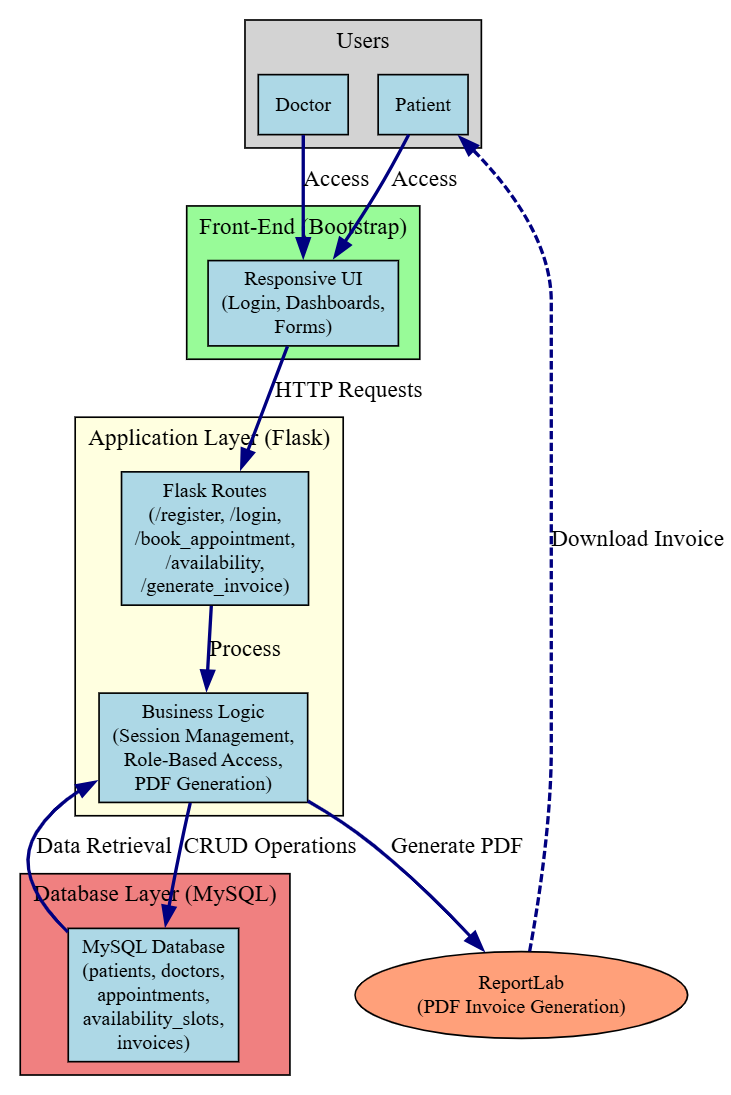 Users
Doctor
Patient
Access
Access
Front-End (Bootstrap)
Responsive UI
(Login, Dashboards,
Forms)
HTTP Requests
Application Layer (Flask)
Flask Routes
(/register, /login,
/book_appointment,
/availability,
/generate_invoice)
Download Invoice
Process
Business Logic
(Session Management,
Role-Based Access,
PDF Generation)
Data Retrieval
CRUD Operations
Generate PDF
Database Layer (MySQL)
MySQL Database
(patients, doctors,
appointments,
availability_slots,
invoices)
ReportLab
(PDF Invoice Generation)